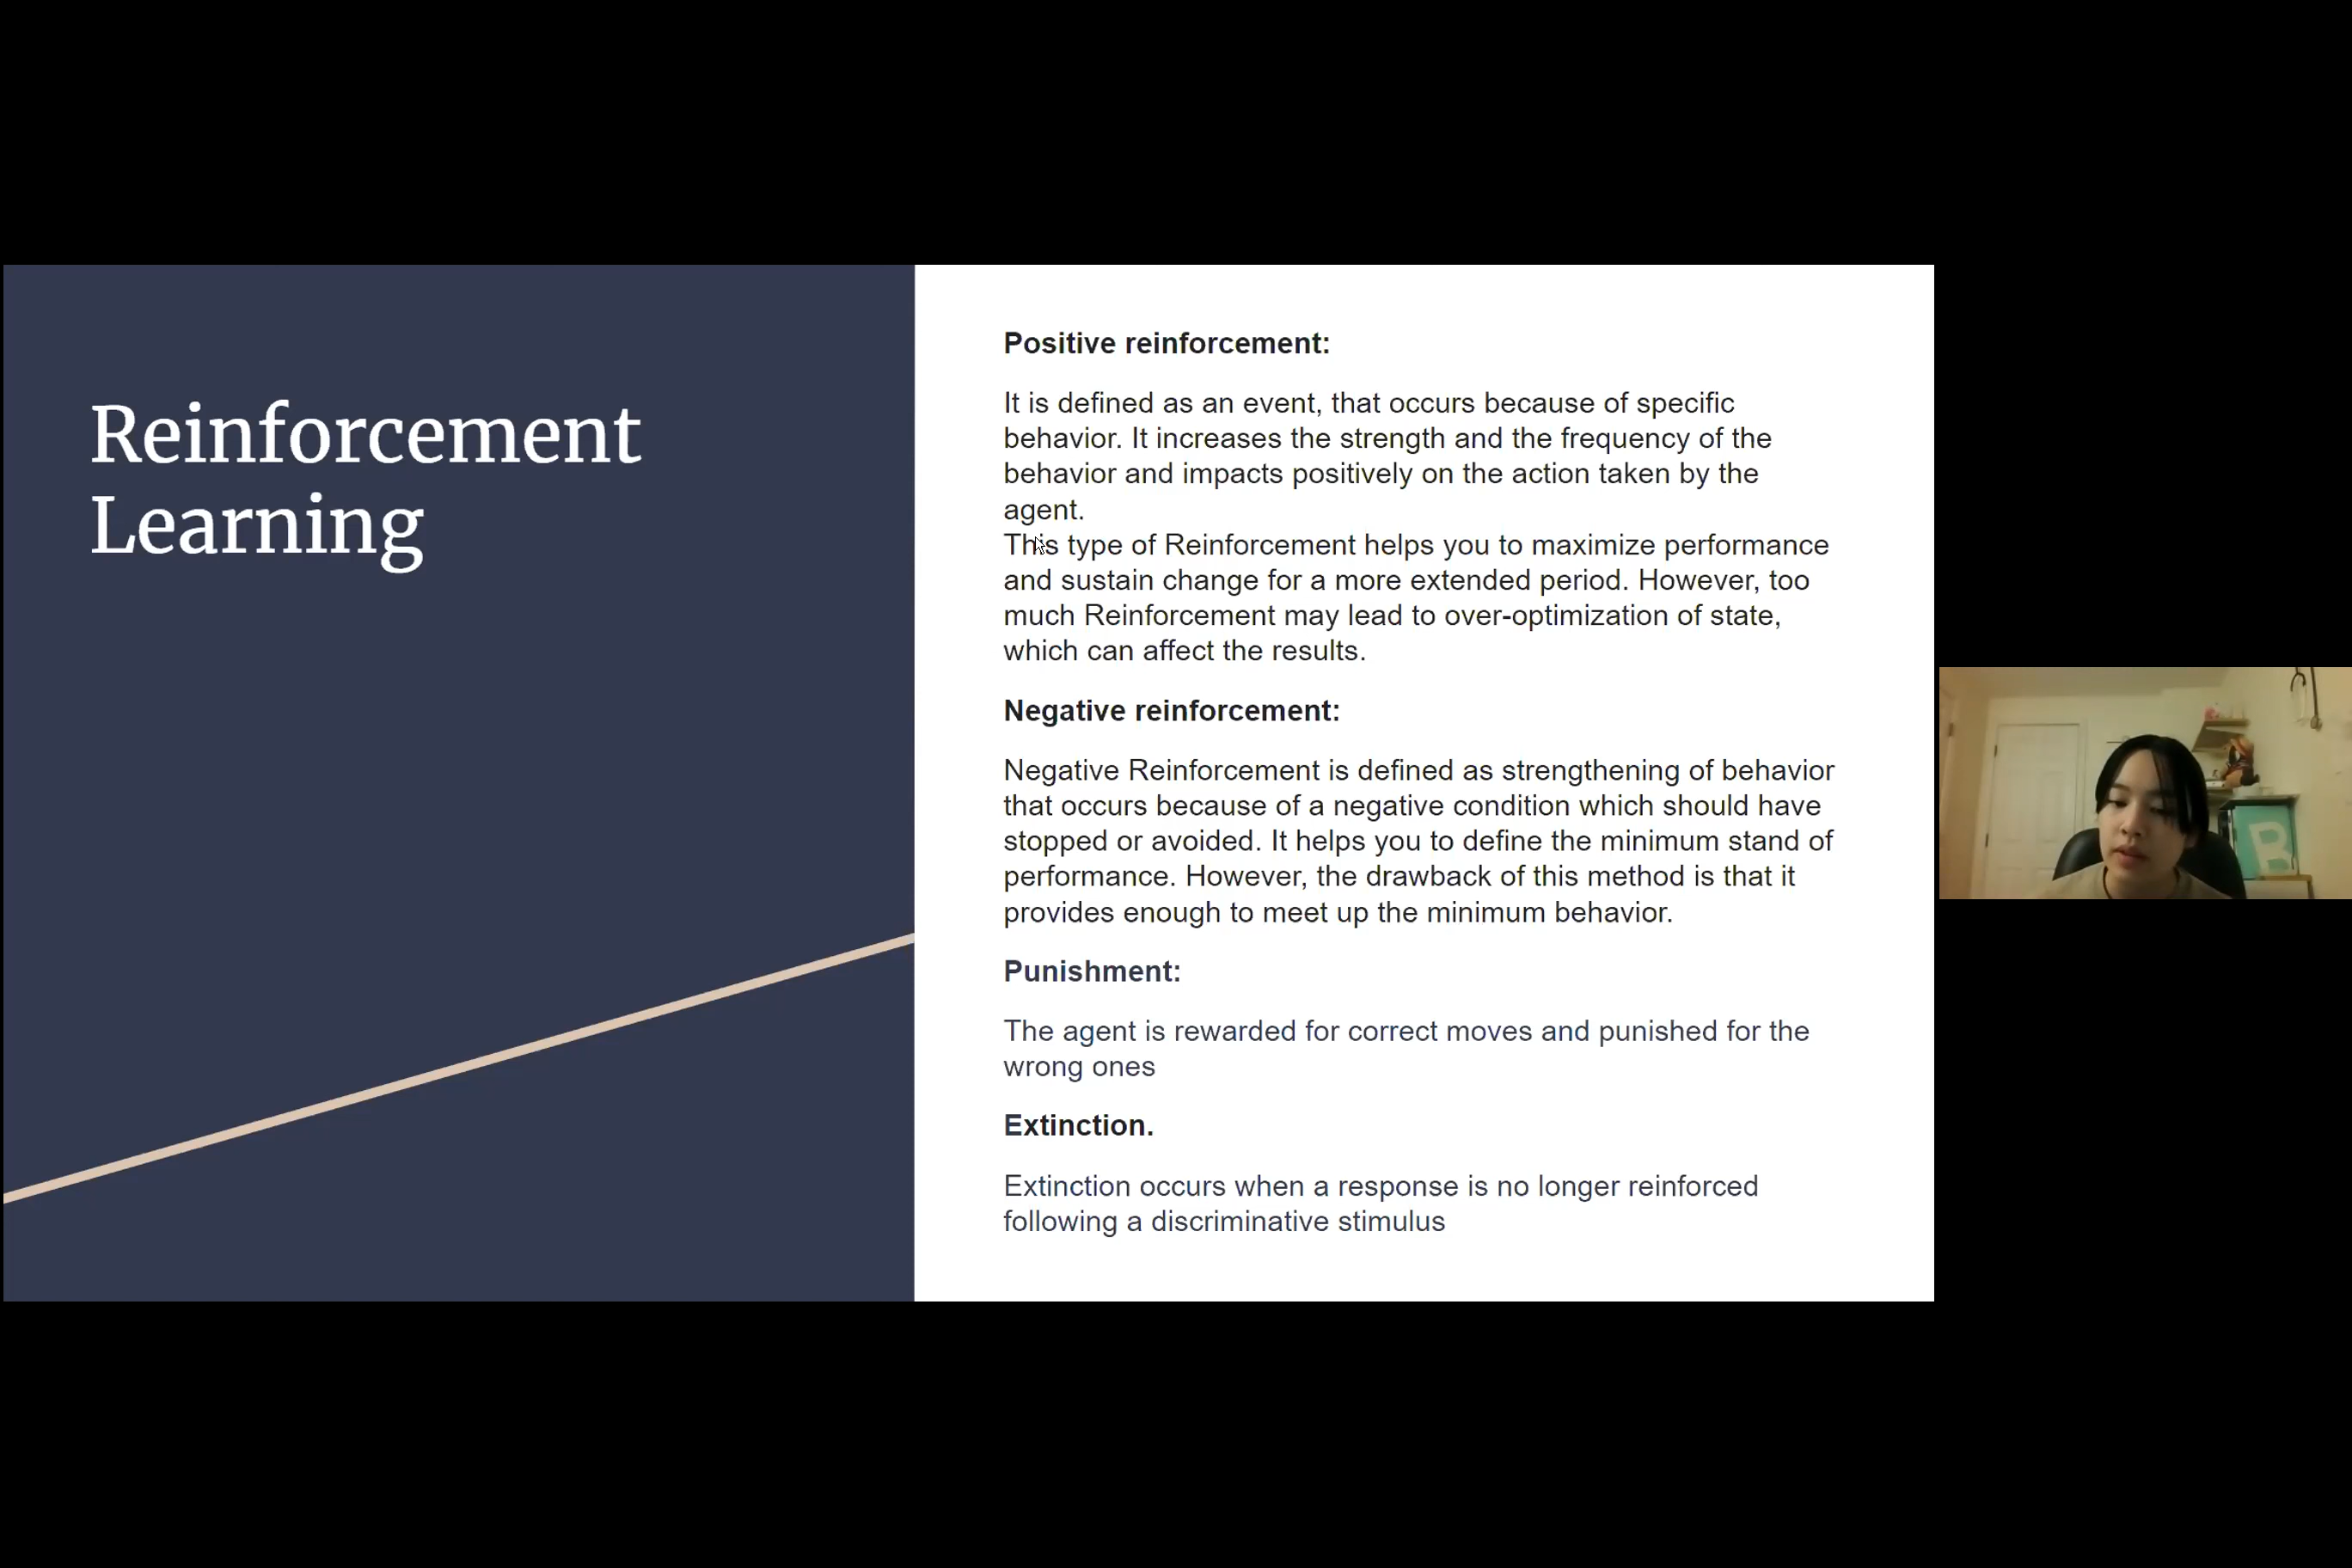 Reinforcement
Learning
Positive reinforcement:
It is defined as an event, that occurs because of specific
behavior. It increases the strength and the frequency of the
behavior and impacts positively on the action taken by the
agent.
This type of Reinforcement helps you to maximize performance
and sustain change for a more extended period. However, too
much Reinforcement may lead to over-optimization of state,
which can affect the results.
Negative reinforcement:
Negative Reinforcement is defined as strengthening of behavior
that occurs because of a negative condition which should have
stopped or avoided. It helps you to define the minimum stand of
performance. However, the drawback of this method is that it
provides enough to meet up the minimum behavior.
Punishment:
The agent is rewarded for correct moves and punished for the
wrong ones
Extinction.
Extinction occurs when a response is no longer reinforced
following a discriminative stimulus
B